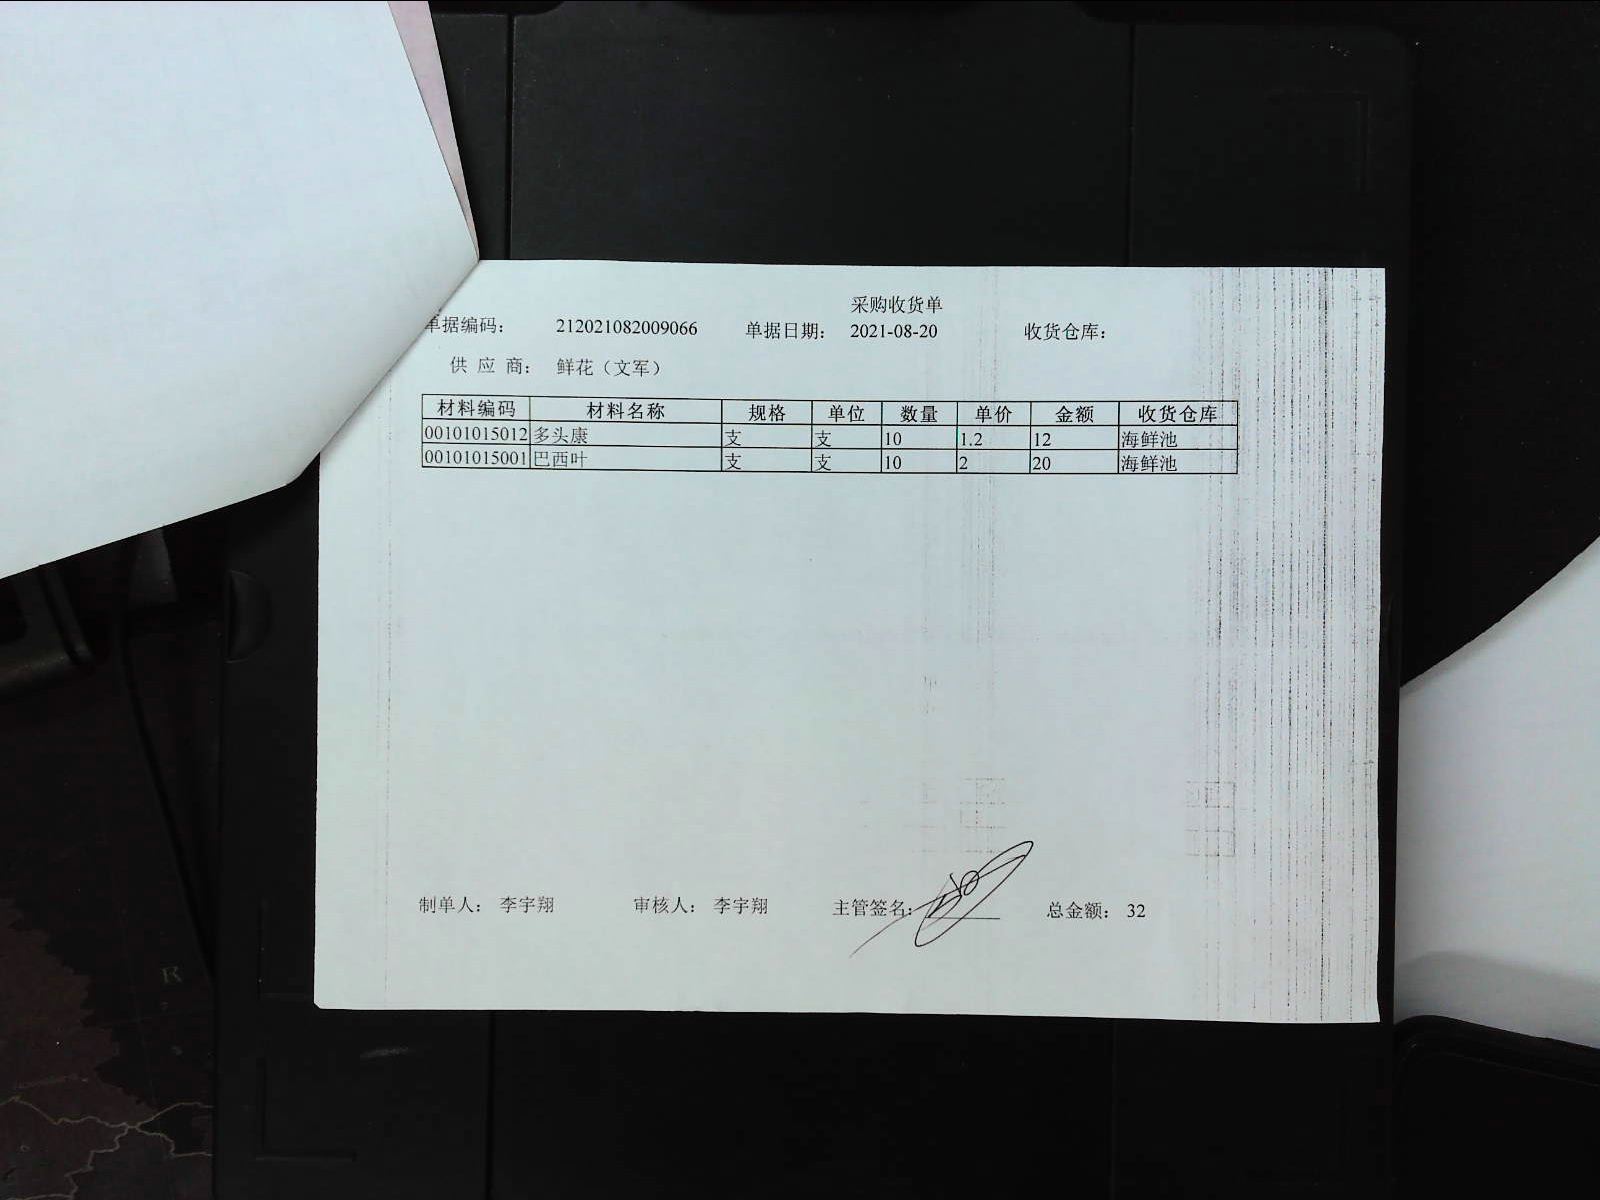 采购收货单
单据编码： 212021082009066 单据日期： 2021-08-20 收货仓库：
供 应 商： 鲜花（文军）
材料编码 材料名称 规格 单位 数量 单价 金额 收货仓库
00101015012 多头康 支 支 10 1.2 12 海鲜池
00101015001 巴西叶 支 支 10 2 20 海鲜池
制单人： 李宇翔 审核人： 李宇翔 主管签名： 总金额： 32
R